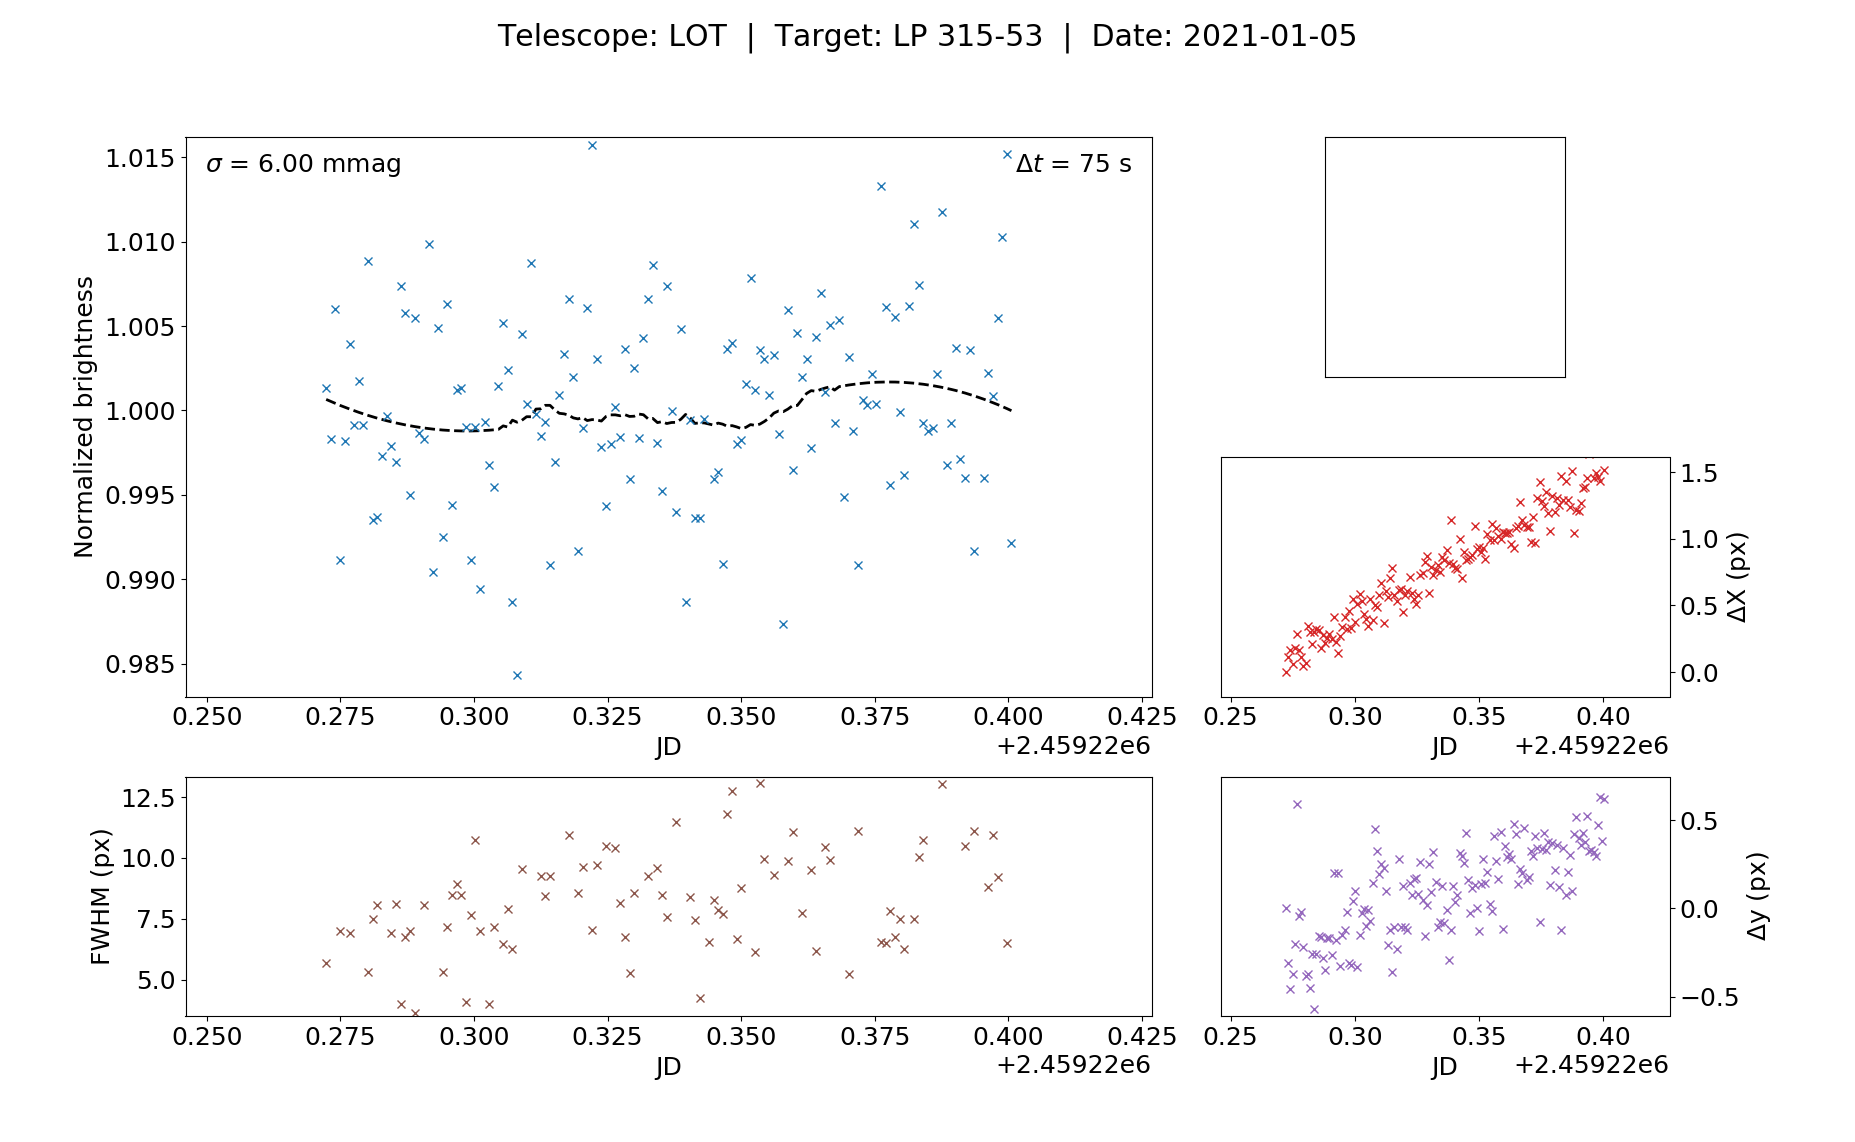 Telescope: LOT | Target: LP 315-53 | Date: 2021-01-05
σ = 6.00 mmag
Δt = 75 s
1.015
1.010
1.005
1.000
0.995
0.990
0.985
Normalized brightness
0.250 0.275 0.300 0.325 0.350 0.375 0.400 0.425
JD
+2.45922e6
1.5
1.0
0.5
0.0
ΔX (px)
0.25 0.30 0.35 0.40
JD
+2.45922e6
12.5
10.0
7.5
5.0
FWHM (px)
0.250 0.275 0.300 0.325 0.350 0.375 0.400 0.425
JD
+2.45922e6
0.5
0.0
−0.5
Δy (px)
0.25 0.30 0.35 0.40
JD
+2.45922e6